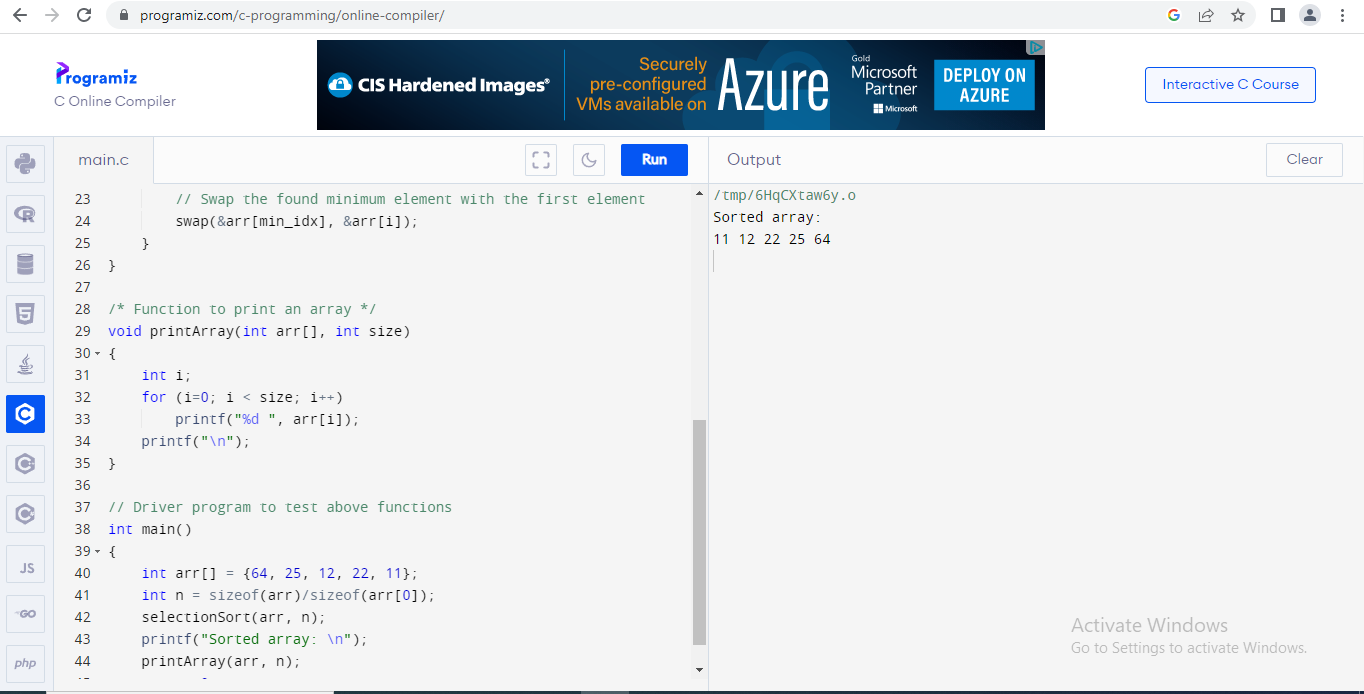 programiz.com/c-programming/online-compiler/
Programiz
C Online Compiler
CIS Hardened Images®
Securely
pre-configured
VMs available on
Azure
Gold
Microsoft
Partner
Microsoft
DEPLOY ON
AZURE
Interactive C Course
main.c
Run
23 // Swap the found minimum element with the first element
24 swap(&arr[min_idx], &arr[i]);
25 }
26 }
27
28 /* Function to print an array */
29 void printArray(int arr[], int size)
30 {
31 int i;
32 for (i=0; i < size; i++)
33 printf("%d ", arr[i]);
34 printf("\n");
35 }
36
37 // Driver program to test above functions
38 int main()
39 {
40 int arr[] = {64, 25, 12, 22, 11};
41 int n = sizeof(arr)/sizeof(arr[0]);
42 selectionSort(arr, n);
43 printf("Sorted array: \n");
44 printArray(arr, n);
Output
Clear
/tmp/6HqCXtaw6y.o
Sorted array:
11 12 22 25 64
JS
GO
php
Activate Windows
Go to Settings to activate Windows.